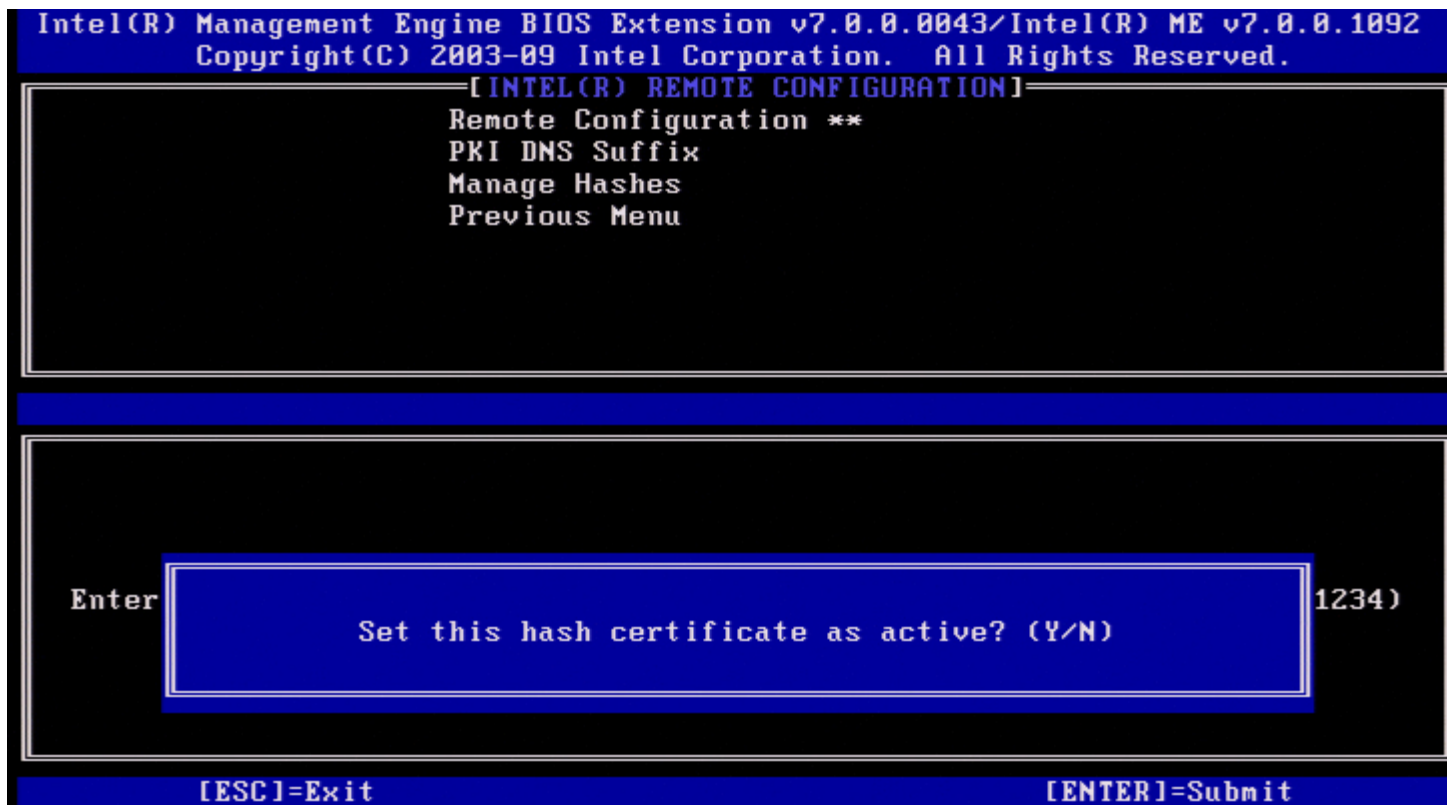 Intel(R) Management Engine BIOS Extension v7.0.0.0043/Intel(R) ME v7.0.0.1092
Copyright(C) 2003-09 Intel Corporation. All Rights Reserved.
[INTEL(R) REMOTE CONFIGURATION]
Remote Configuration **
PKI DNS Suffix
Manage Hashes
Previous Menu
Enter 1234)
Set this hash certificate as active? (Y/N)
[ESC]=Exit [ENTER]=Submit